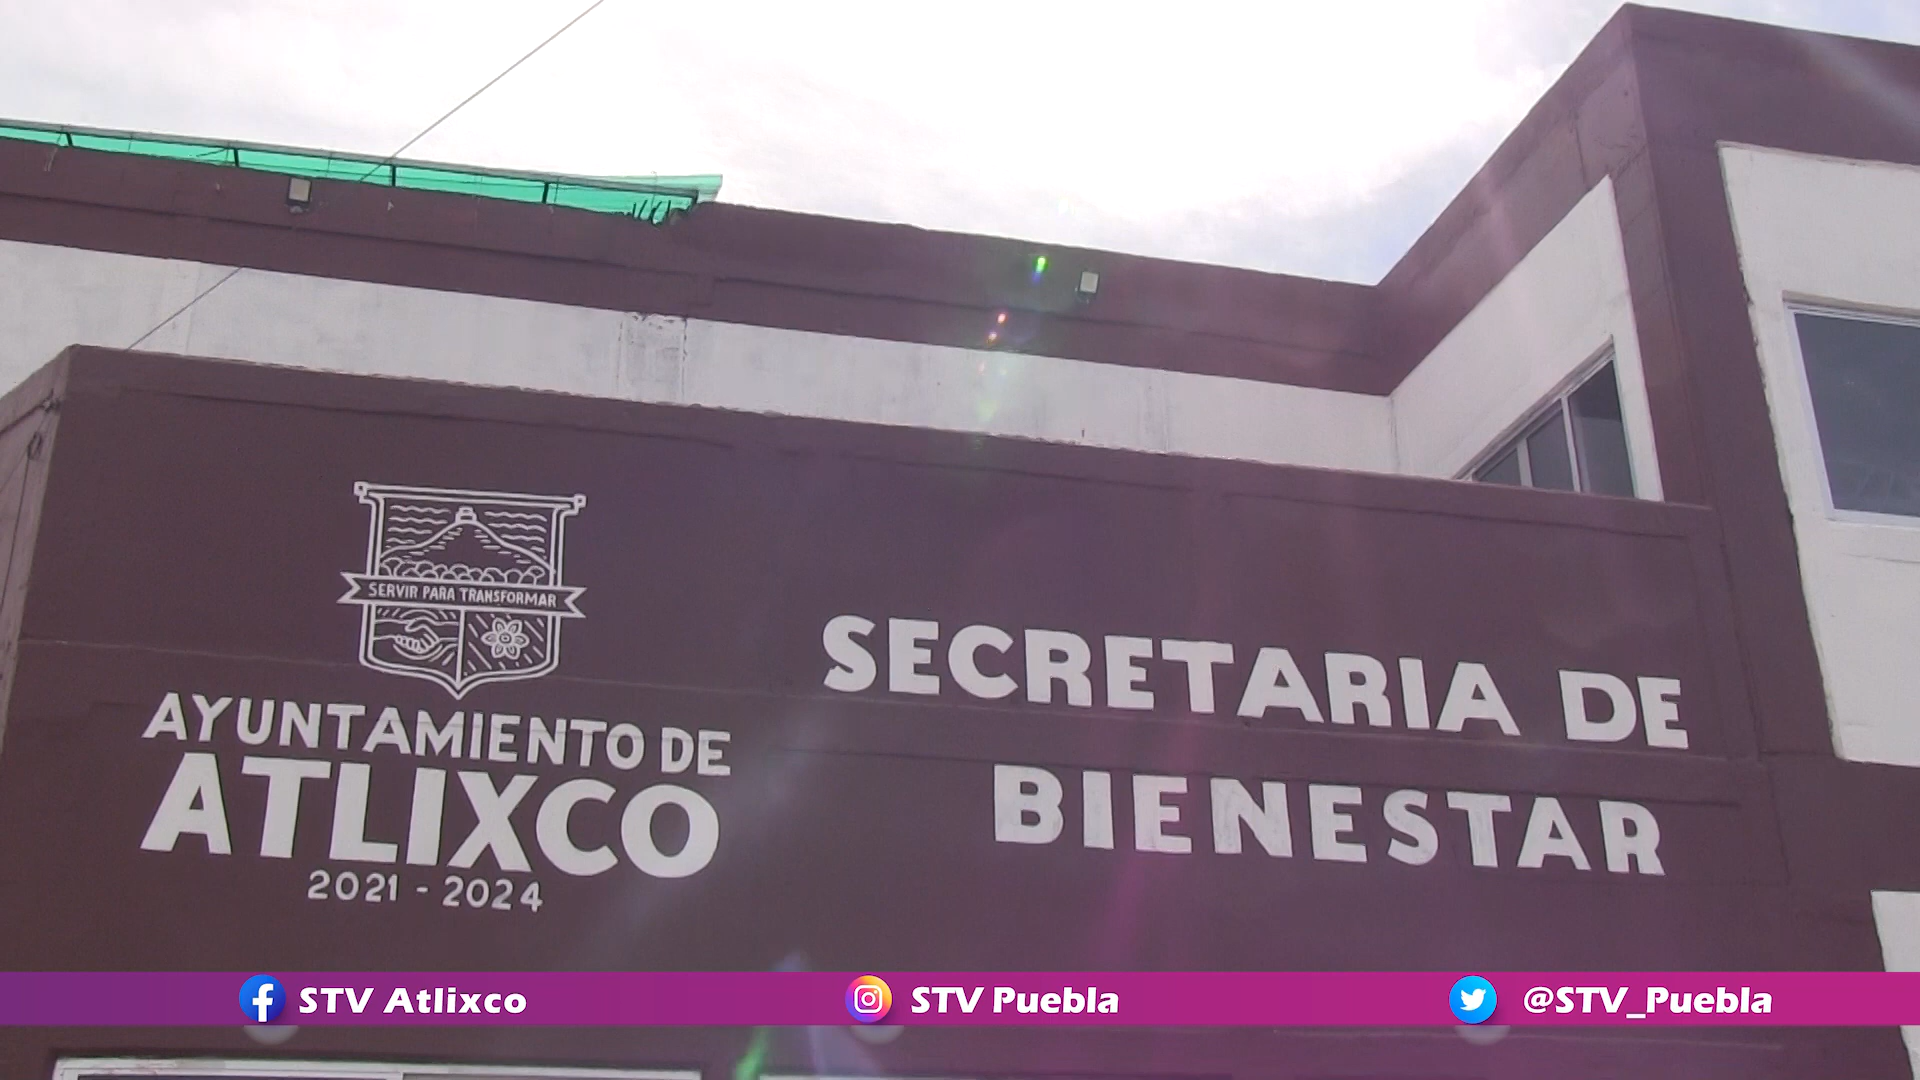 SERVIR PARA TRANSFORMAR
AYUNTAMIENTO DE
ATLIXCO
2021 - 2024
SECRETARIA DE
BIENESTAR
STV Atlixco
STV Puebla
@STV_Puebla